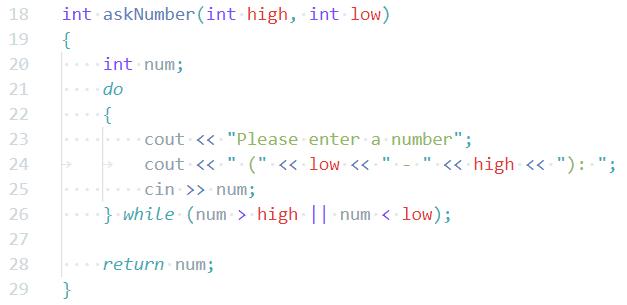 18 int askNumber(int high, int low)
19 {
20     int num;
21     do
22     {
23         cout << "Please enter a number";
24         cout << " (" << low << " - " << high << "): ";
25         cin >> num;
26     } while (num > high || num < low);
27
28     return num;
29 }